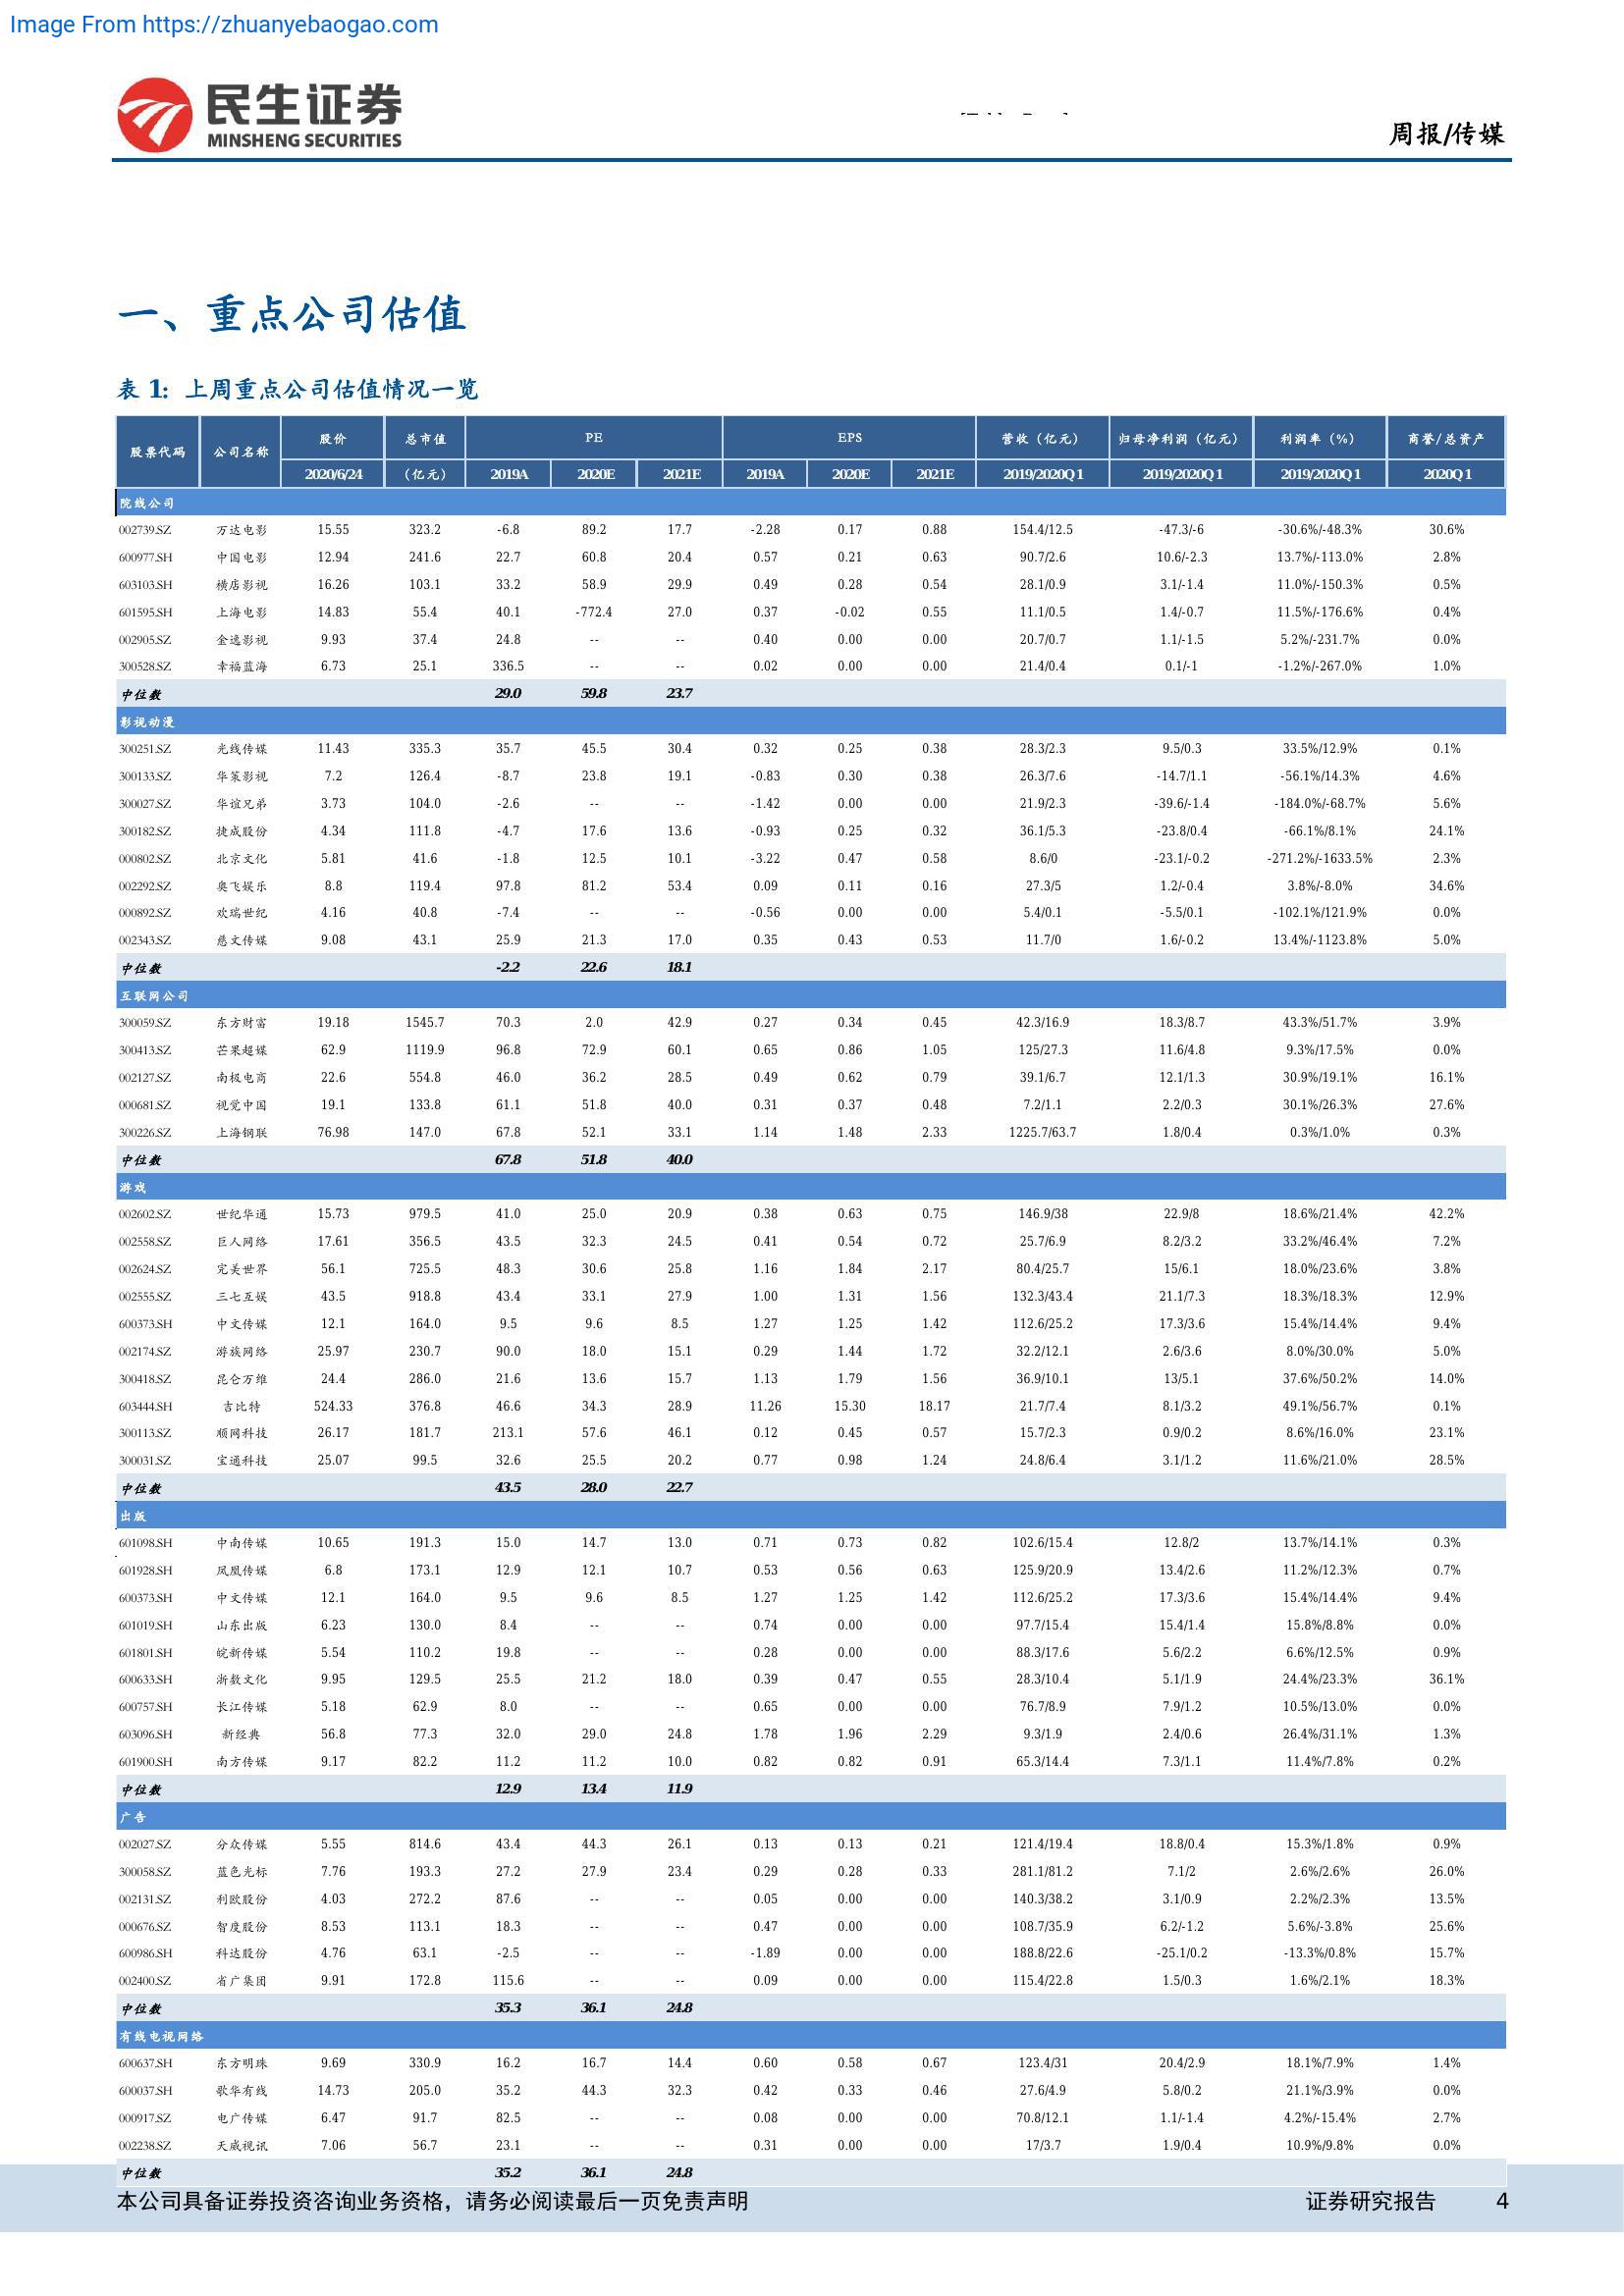 Image From https://zhuanyebaogao.com
民生证券
MINSHENG SECURITIES
周报/传媒
一、重点公司估值
表 1: 上周重点公司估值情况一览
股票代码 公司名称 股价 总市值 PE EPS 营收（亿元） 归母净利润（亿元） 利润率（%） 商誉/总资产
2020/6/24 （亿元） 2019A 2020E 2021E 2019A 2020E 2021E 2019/2020Q1 2019/2020Q1 2019/2020Q1 2020Q1
院线公司
002739.SZ 万达电影 15.55 323.2 -6.8 89.2 17.7 -2.28 0.17 0.88 154.4/12.5 -47.3/-6 -30.6%/-48.3% 30.6%
600977.SH 中国电影 12.94 241.6 22.7 60.8 20.4 0.57 0.21 0.63 90.7/2.6 10.6/-2.3 13.7%/-113.0% 2.8%
603103.SH 横店影视 16.26 103.1 33.2 58.9 29.9 0.49 0.28 0.54 28.1/0.9 3.1/-1.4 11.0%/-150.3% 0.5%
601595.SH 上海电影 14.83 55.4 40.1 -772.4 27.0 0.37 -0.02 0.55 11.1/0.5 1.4/-0.7 11.5%/-176.6% 0.4%
002905.SZ 金逸影视 9.93 37.4 24.8 -- -- 0.40 0.00 0.00 20.7/0.7 1.1/-1.5 5.2%/-231.7% 0.0%
300528.SZ 幸福蓝海 6.73 25.1 336.5 -- -- 0.02 0.00 0.00 21.4/0.4 0.1/-1 -1.2%/-267.0% 1.0%
中位数 29.0 59.8 23.7
影视动漫
300251.SZ 光线传媒 11.43 335.3 35.7 45.5 30.4 0.32 0.25 0.38 28.3/2.3 9.5/0.3 33.5%/12.9% 0.1%
300133.SZ 华策影视 7.2 126.4 -8.7 23.8 19.1 -0.83 0.30 0.38 26.3/7.6 -14.7/1.1 -56.1%/14.3% 4.6%
300027.SZ 华谊兄弟 3.73 104.0 -2.6 -- -- -1.42 0.00 0.00 21.9/2.3 -39.6/-1.4 -184.0%/-68.7% 5.6%
300182.SZ 捷成股份 4.34 111.8 -4.7 17.6 13.6 -0.93 0.25 0.32 36.1/5.3 -23.8/0.4 -66.1%/8.1% 24.1%
000802.SZ 北京文化 5.81 41.6 -1.8 12.5 10.1 -3.22 0.47 0.58 8.6/0 -23.1/-0.2 -271.2%/-1633.5% 2.3%
002292.SZ 奥飞娱乐 8.8 119.4 97.8 81.2 53.4 0.09 0.11 0.16 27.3/5 1.2/-0.4 3.8%/-8.0% 34.6%
000892.SZ 欢瑞世纪 4.16 40.8 -7.4 -- -- -0.56 0.00 0.00 5.4/0.1 -5.5/0.1 -102.1%/121.9% 0.0%
002343.SZ 慈文传媒 9.08 43.1 25.9 21.3 17.0 0.35 0.43 0.53 11.7/0 1.6/-0.2 13.4%/-1123.8% 5.0%
中位数 -2.2 22.6 18.1
互联网公司
300059.SZ 东方财富 19.18 1545.7 70.3 2.0 42.9 0.27 0.34 0.45 42.3/16.9 18.3/8.7 43.3%/51.7% 3.9%
300413.SZ 芒果超媒 62.9 1119.9 96.8 72.9 60.1 0.65 0.86 1.05 125/27.3 11.6/4.8 9.3%/17.5% 0.0%
002127.SZ 南极电商 22.6 554.8 46.0 36.2 28.5 0.49 0.62 0.79 39.1/6.7 12.1/1.3 30.9%/19.1% 16.1%
000681.SZ 视觉中国 19.1 133.8 61.1 51.8 40.0 0.31 0.37 0.48 7.2/1.1 2.2/0.3 30.1%/26.3% 27.6%
300226.SZ 上海钢联 76.98 147.0 67.8 52.1 33.1 1.14 1.48 2.33 1225.7/63.7 1.8/0.4 0.3%/1.0% 0.3%
中位数 67.8 51.8 40.0
游戏
002602.SZ 世纪华通 15.73 979.5 41.0 25.0 20.9 0.38 0.63 0.75 146.9/38 22.9/8 18.6%/21.4% 42.2%
002558.SZ 巨人网络 17.61 356.5 43.5 32.3 24.5 0.41 0.54 0.72 25.7/6.9 8.2/3.2 33.2%/46.4% 7.2%
002624.SZ 完美世界 56.1 725.5 48.3 30.6 25.8 1.16 1.84 2.17 80.4/25.7 15/6.1 18.0%/23.6% 3.8%
002555.SZ 三七互娱 43.5 918.8 43.4 33.1 27.9 1.00 1.31 1.56 132.3/43.4 21.1/7.3 18.3%/18.3% 12.9%
600373.SH 中文传媒 12.1 164.0 9.5 9.6 8.5 1.27 1.25 1.42 112.6/25.2 17.3/3.6 15.4%/14.4% 9.4%
002174.SZ 游族网络 25.97 230.7 90.0 18.0 15.1 0.29 1.44 1.72 32.2/12.1 2.6/3.6 8.0%/30.0% 5.0%
300418.SZ 昆仑万维 24.4 286.0 21.6 13.6 15.7 1.13 1.79 1.56 36.9/10.1 13/5.1 37.6%/50.2% 14.0%
603444.SH 吉比特 524.33 376.8 46.6 34.3 28.9 11.26 15.30 18.17 21.7/7.4 8.1/3.2 49.1%/56.7% 0.1%
300113.SZ 顺网科技 26.17 181.7 213.1 57.6 46.1 0.12 0.45 0.57 15.7/2.3 0.9/0.2 8.6%/16.0% 23.1%
300031.SZ 宝通科技 25.07 99.5 32.6 25.5 20.2 0.77 0.98 1.24 24.8/6.4 3.1/1.2 11.6%/21.0% 28.5%
中位数 43.5 28.0 22.7
出版
601098.SH 中南传媒 10.65 191.3 15.0 14.7 13.0 0.71 0.73 0.82 102.6/15.4 12.8/2 13.7%/14.1% 0.3%
601928.SH 凤凰传媒 6.8 173.1 12.9 12.1 10.7 0.53 0.56 0.63 125.9/20.9 13.4/2.6 11.2%/12.3% 0.7%
600373.SH 中文传媒 12.1 164.0 9.5 9.6 8.5 1.27 1.25 1.42 112.6/25.2 17.3/3.6 15.4%/14.4% 9.4%
601019.SH 山东出版 6.23 130.0 8.4 -- -- 0.74 0.00 0.00 97.7/15.4 15.4/1.4 15.8%/8.8% 0.0%
601801.SH 皖新传媒 5.54 110.2 19.8 -- -- 0.28 0.00 0.00 88.3/17.6 5.6/2.2 6.6%/12.5% 0.9%
600633.SH 浙数文化 9.95 129.5 25.5 21.2 18.0 0.39 0.47 0.55 28.3/10.4 5.1/1.9 24.4%/23.3% 36.1%
600757.SH 长江传媒 5.18 62.9 8.0 -- -- 0.65 0.00 0.00 76.7/8.9 7.9/1.2 10.5%/13.0% 0.0%
603096.SH 新经典 56.8 77.3 32.0 29.0 24.8 1.78 1.96 2.29 9.3/1.9 2.4/0.6 26.4%/31.1% 1.3%
601900.SH 南方传媒 9.17 82.2 11.2 11.2 10.0 0.82 0.82 0.91 65.3/14.4 7.3/1.1 11.4%/7.8% 0.2%
中位数 12.9 13.4 11.9
广告
002027.SZ 分众传媒 5.55 814.6 43.4 44.3 26.1 0.13 0.13 0.21 121.4/19.4 18.8/0.4 15.3%/1.8% 0.9%
300058.SZ 蓝色光标 7.76 193.3 27.2 27.9 23.4 0.29 0.28 0.33 281.1/81.2 7.1/2 2.6%/2.6% 26.0%
002131.SZ 利欧股份 4.03 272.2 87.6 -- -- 0.05 0.00 0.00 140.3/38.2 3.1/0.9 2.2%/2.3% 13.5%
000676.SZ 智度股份 8.53 113.1 18.3 -- -- 0.47 0.00 0.00 108.7/35.9 6.2/-1.2 5.6%/-3.8% 25.6%
600986.SH 科达股份 4.76 63.1 -2.5 -- -- -1.89 0.00 0.00 188.8/22.6 -25.1/0.2 -13.3%/0.8% 15.7%
002400.SZ 省广集团 9.91 172.8 115.6 -- -- 0.09 0.00 0.00 115.4/22.8 1.5/0.3 1.6%/2.1% 18.3%
中位数 35.3 36.1 24.8
有线电视网络
600637.SH 东方明珠 9.69 330.9 16.2 16.7 14.4 0.60 0.58 0.67 123.4/31 20.4/2.9 18.1%/7.9% 1.4%
600037.SH 歌华有线 14.73 205.0 35.2 44.3 32.3 0.42 0.33 0.46 27.6/4.9 5.8/0.2 21.1%/3.9% 0.0%
000917.SZ 电广传媒 6.47 91.7 82.5 -- -- 0.08 0.00 0.00 70.8/12.1 1.1/-1.4 4.2%/-15.4% 2.7%
002238.SZ 天威视讯 7.06 56.7 23.1 -- -- 0.31 0.00 0.00 17/3.7 1.9/0.4 10.9%/9.8% 0.0%
中位数 35.2 36.1 24.8
本公司具备证券投资咨询业务资格，请务必阅读最后一页免责声明 证券研究报告 4